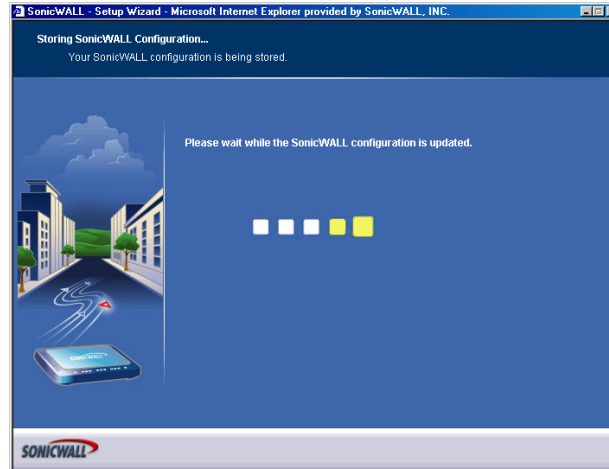 SonicWALL - Setup Wizard - Microsoft Internet Explorer provided by SonicWALL, INC.
Storing SonicWALL Configuration...
Your SonicWALL configuration is being stored.
Please wait while the SonicWALL configuration is updated.
SONICWALL
SONICWALL